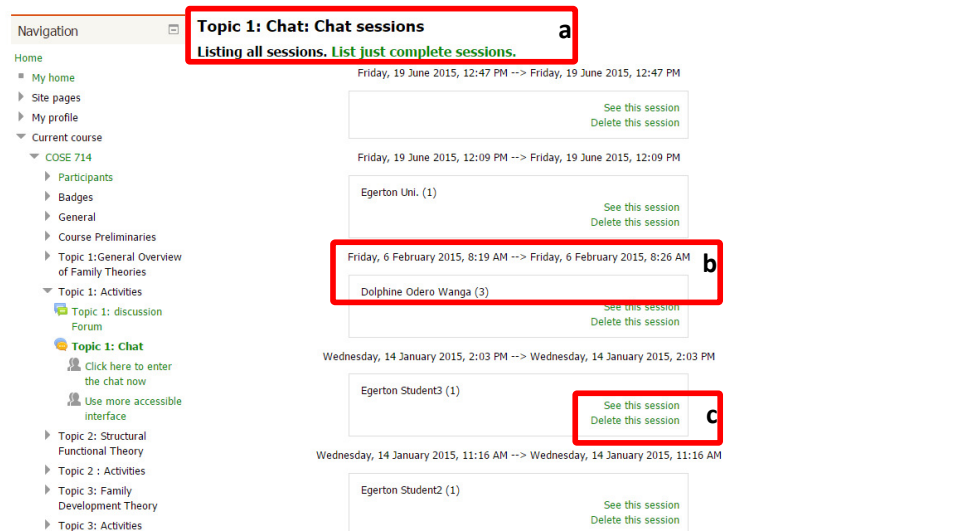 Navigation
Home
My home
Site pages
My profile
Current course
COSE 714
Participants
Badges
General
Course Preliminaries
Topic 1:General Overview
of Family Theories
Topic 1: Activities
Topic 1: discussion
Forum
Topic 1: Chat
Click here to enter
the chat now
Use more accessible
interface
Topic 2: Structural
Functional Theory
Topic 2 : Activities
Topic 3: Family
Development Theory
Topic 3: Activities
Topic 1: Chat: Chat sessions
a
Listing all sessions. List just complete sessions.
Friday, 19 June 2015, 12:47 PM --> Friday, 19 June 2015, 12:47 PM
See this session
Delete this session
Friday, 19 June 2015, 12:09 PM --> Friday, 19 June 2015, 12:09 PM
Egerton Uni. (1)
See this session
Delete this session
Friday, 6 February 2015, 8:19 AM --> Friday, 6 February 2015, 8:26 AM
b
Dolphine Odero Wanga (3)
See this session
Delete this session
Wednesday, 14 January 2015, 2:03 PM --> Wednesday, 14 January 2015, 2:03 PM
Egerton Student3 (1)
See this session
Delete this session
c
Wednesday, 14 January 2015, 11:16 AM --> Wednesday, 14 January 2015, 11:16 AM
Egerton Student2 (1)
See this session
Delete this session